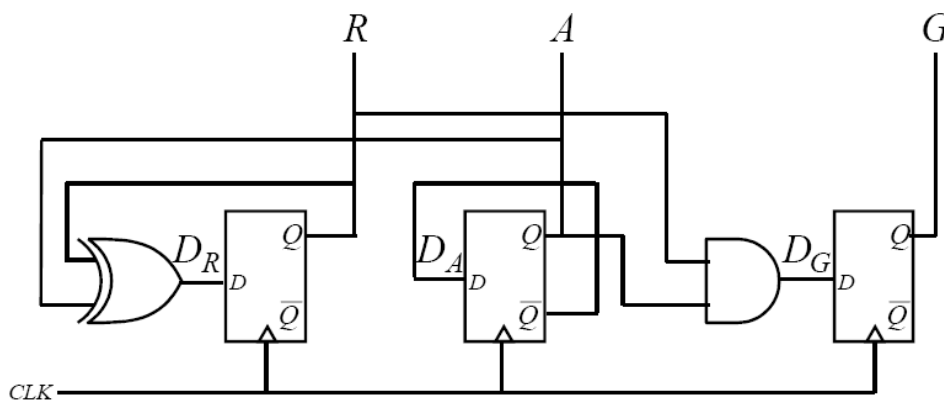 R A G
D_R D Q Q̅
D_A D Q Q̅
D_G D Q Q̅
CLK